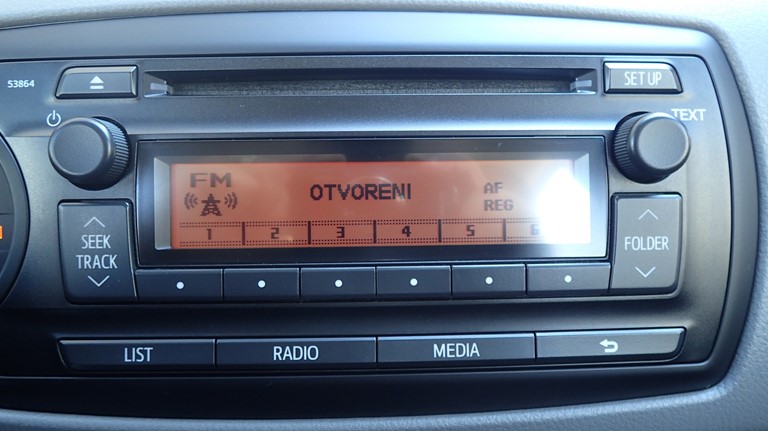 53864
SET UP
TEXT
FM
OTVORENI
AF
REG
1 2 3 4 5 6
SEEK
TRACK
FOLDER
LIST RADIO MEDIA